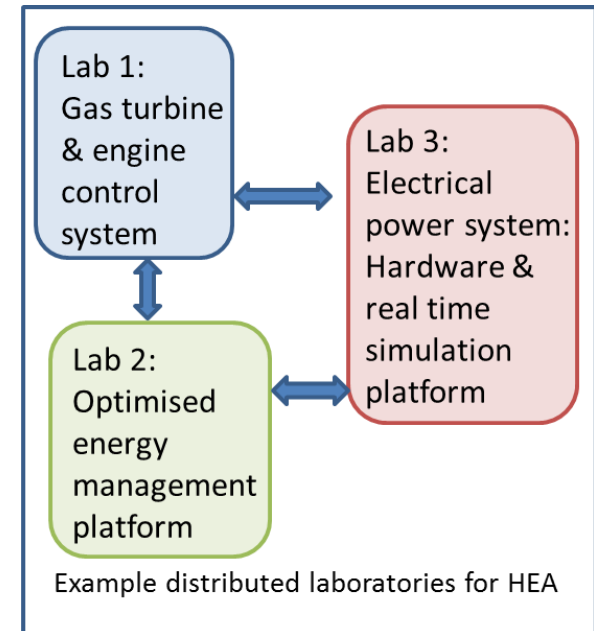 Lab 1:
Gas turbine
& engine
control
system
Lab 3:
Electrical
power system:
Hardware &
real time
simulation
platform
Lab 2:
Optimised
energy
management
platform
Example distributed laboratories for HEA